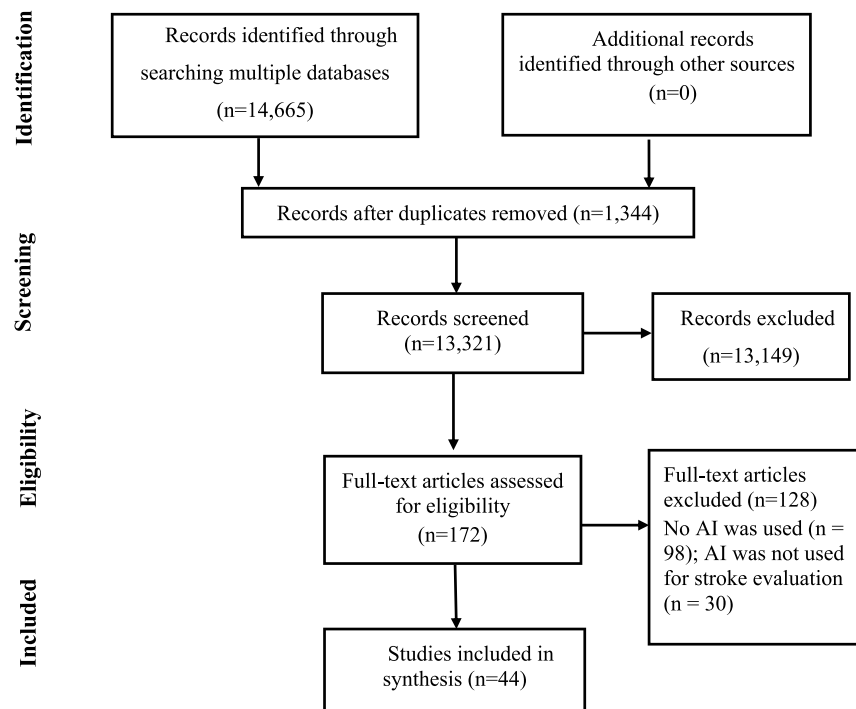 Identification
Records identified through
searching multiple databases
(n=14,665)
Additional records
identified through other sources
(n=0)
Records after duplicates removed (n=1,344)
Screening
Records screened
(n=13,321)
Records excluded
(n=13,149)
Eligibility
Full-text articles assessed
for eligibility
(n=172)
Full-text articles
excluded (n=128)
No AI was used (n =
98); AI was not used
for stroke evaluation
(n = 30)
Included
Studies included in
synthesis (n=44)